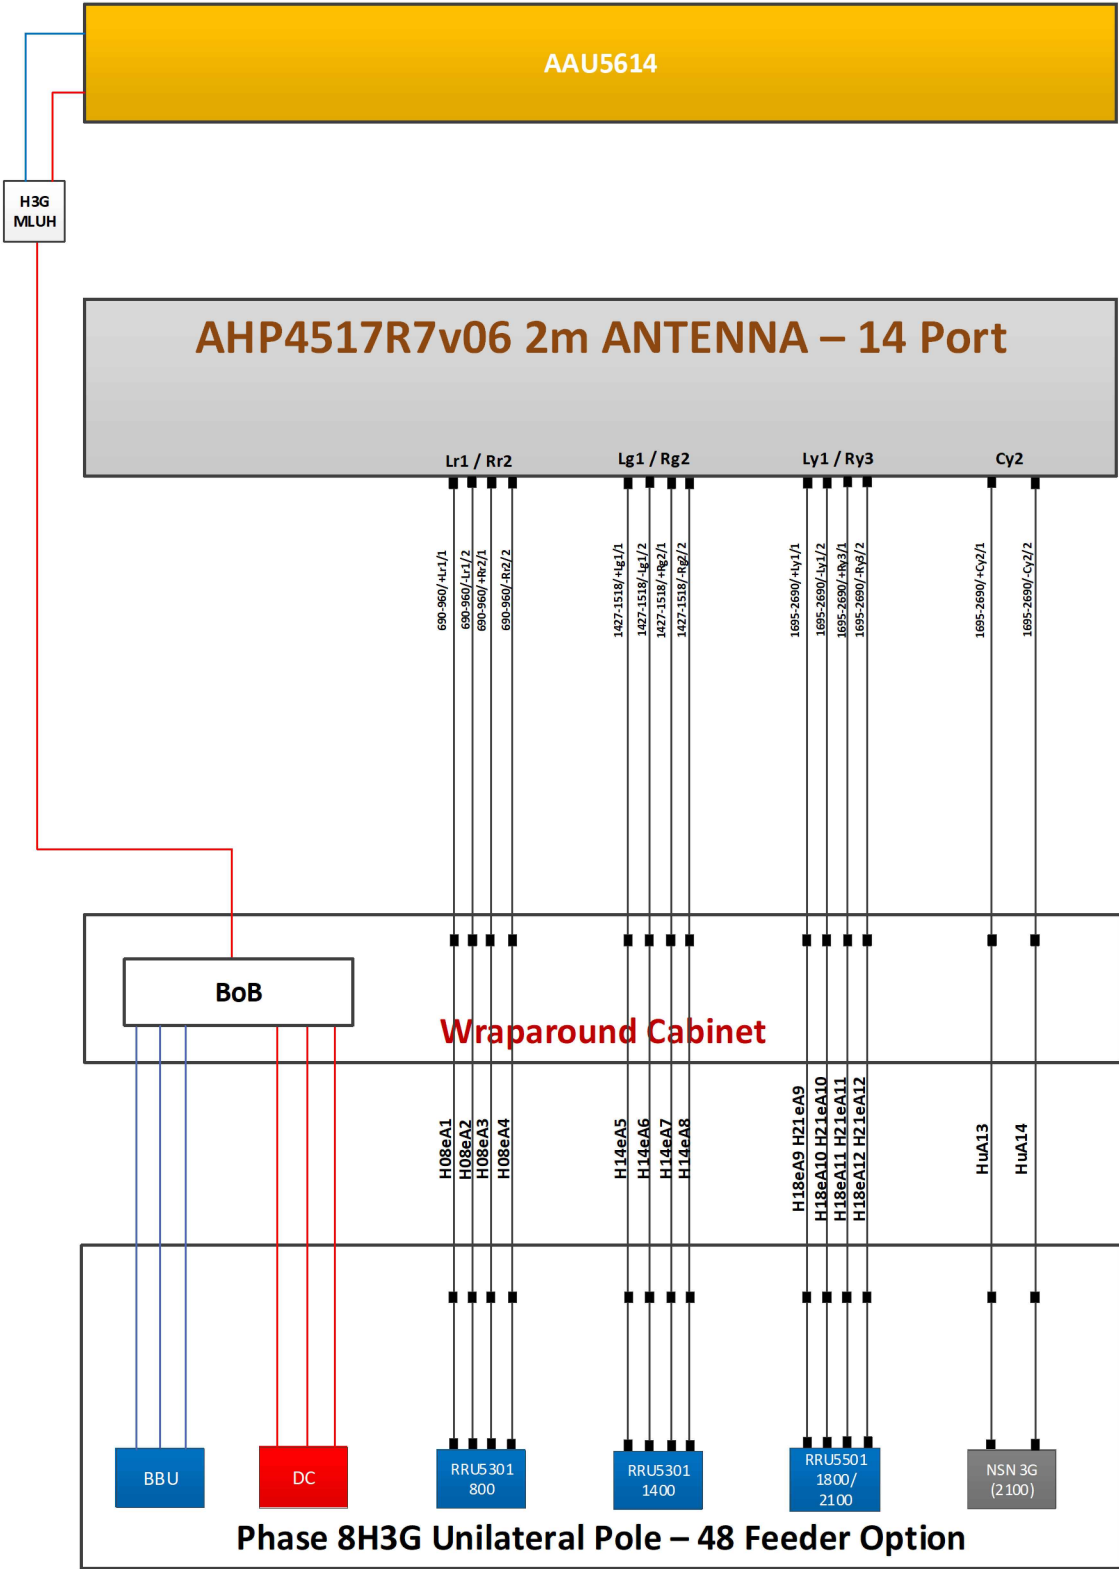 AAU5614
H3G
MLUH
AHP4517R7v06 2m ANTENNA – 14 Port
Lr1 / Rr2
Lg1 / Rg2
Ly1 / Ry3
Cy2
690-960/+Lr1/1
690-960/-Lr1/2
690-960/+Rr2/1
690-960/-Rr2/2
1427-1518/+Lg1/1
1427-1518/-Lg1/2
1427-1518/+Rg2/1
1427-1518/-Rg2/2
1695-2690/+Ly1/1
1695-2690/-Ly1/2
1695-2690/+Ry3/1
1695-2690/-Ry3/2
1695-2690/+Cy2/1
1695-2690/-Cy2/2
BoB
Wraparound Cabinet
H08eA1
H08eA2
H08eA3
H08eA4
H14eA5
H14eA6
H14eA7
H14eA8
H18eA9 H21eA9
H18eA10 H21eA10
H18eA11 H21eA11
H18eA12 H21eA12
HuA13
HuA14
BBU
DC
RRU5301
800
RRU5301
1400
RRU5501
1800/
2100
NSN 3G
(2100)
Phase 8H3G Unilateral Pole – 48 Feeder Option